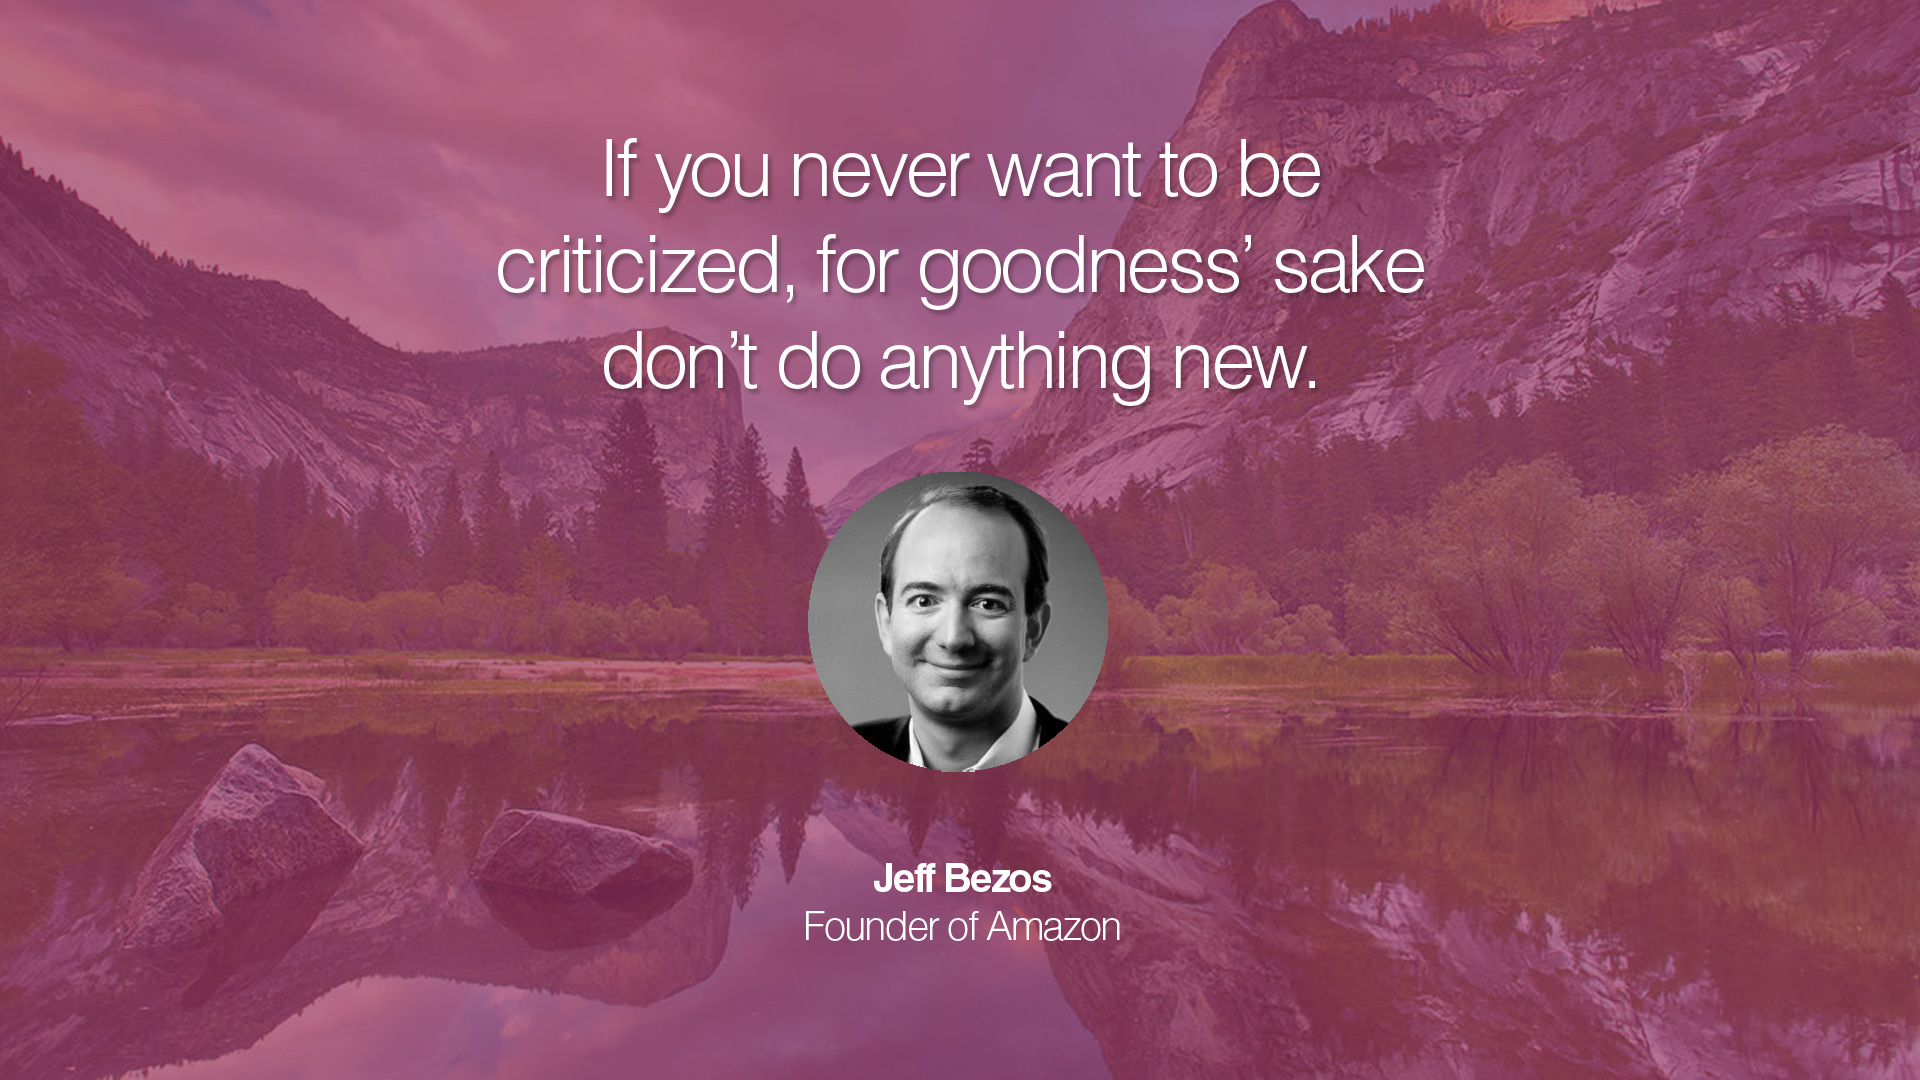 If you never want to be
criticized, for goodness’ sake
don’t do anything new.
Jeff Bezos
Founder of Amazon